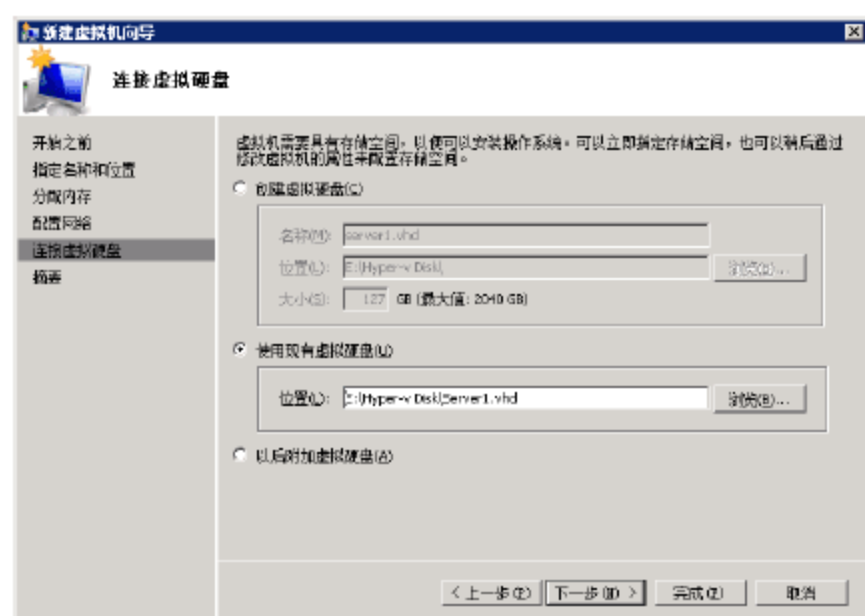 新建虚拟机向导
连接虚拟硬盘
开始之前
指定名称和位置
分配内存
配置网络
连接虚拟硬盘
摘要
虚拟机需要具有存储空间，以便可以安装操作系统。可以立即指定存储空间，也可以稍后通过
修改虚拟机的属性来配置存储空间。
创建虚拟硬盘(C)
名称(M): server1.vhd
位置(L): E:\Hyper-v Disk\ 浏览(B)...
大小(S): 127 GB (最大值: 2040 GB)
使用现有虚拟硬盘(U)
位置(L): E:\Hyper-v Disk\Server1.vhd 浏览(B)...
以后附加虚拟硬盘(A)
< 上一步(P) 下一步(N) > 完成(F) 取消